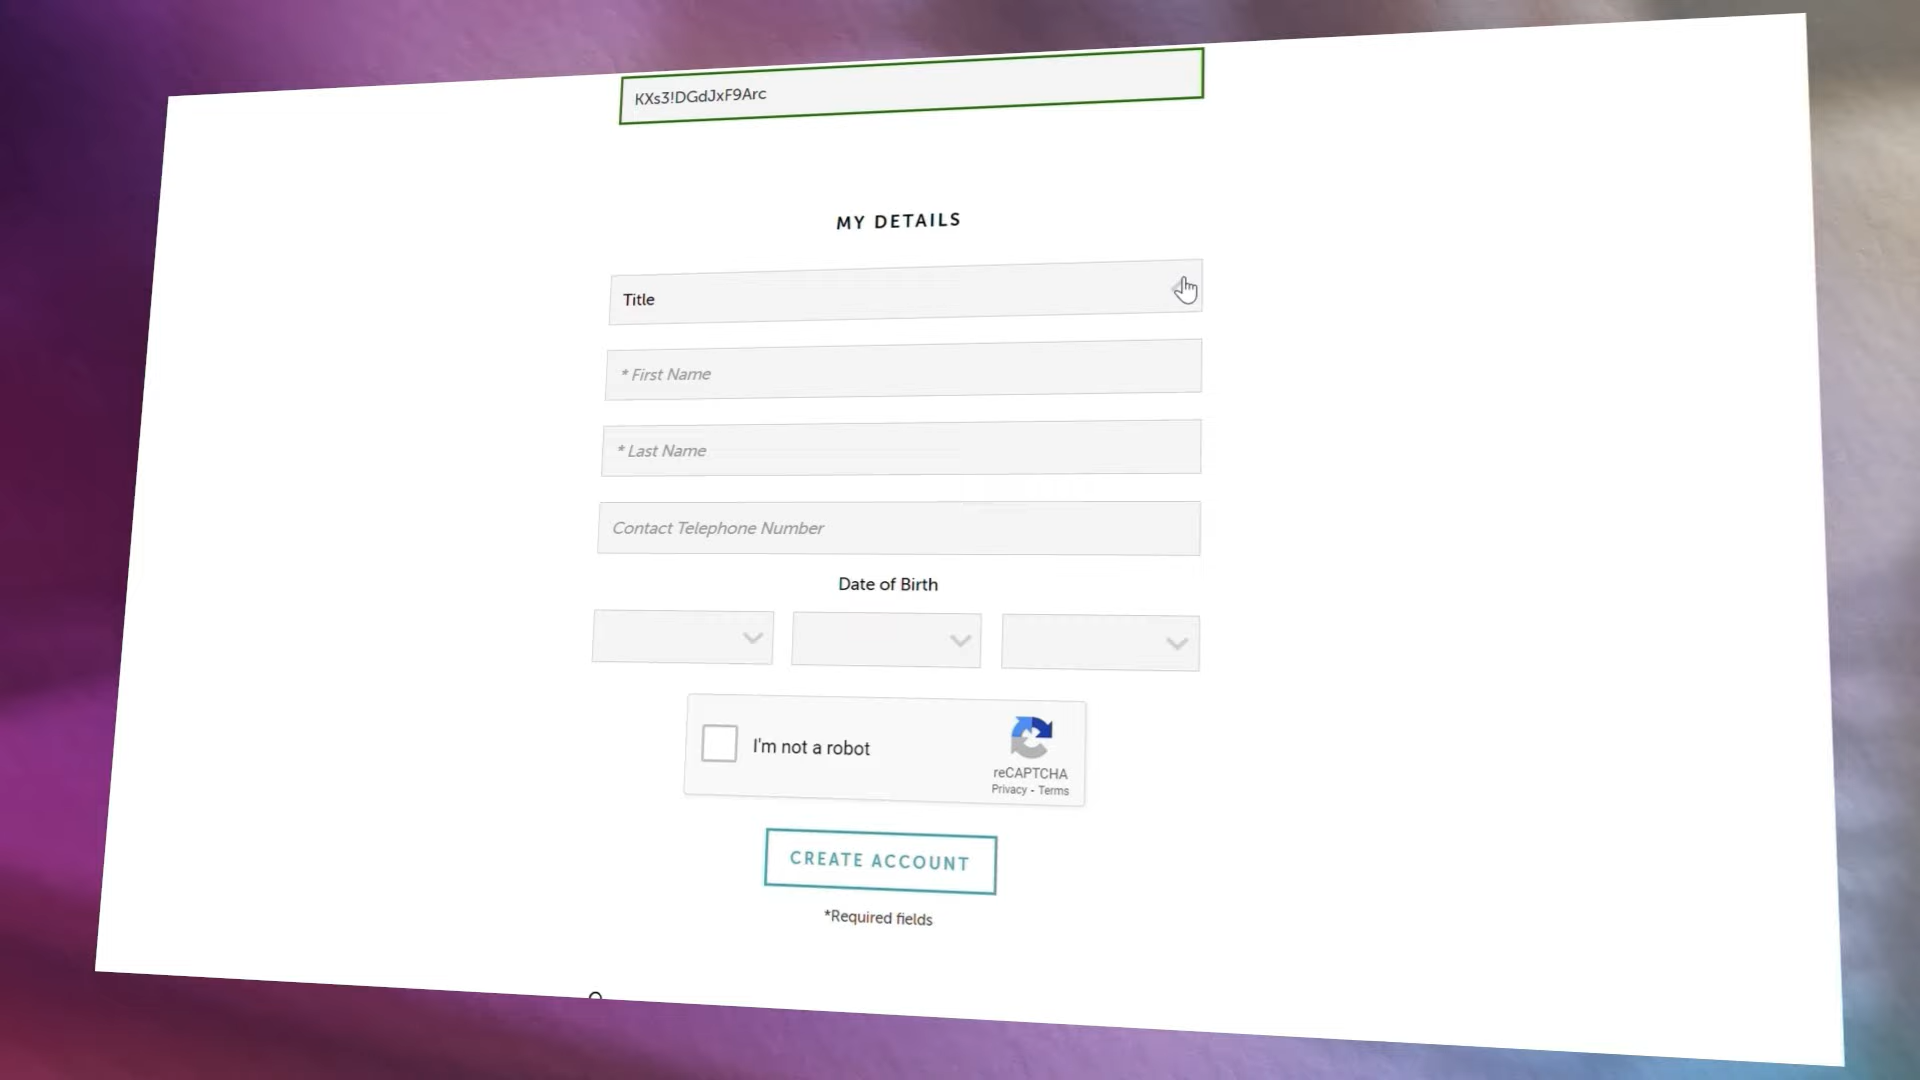 KXs3!DGdJxF9Arc
MY DETAILS
Title
* First Name
* Last Name
Contact Telephone Number
Date of Birth
I'm not a robot
reCAPTCHA
Privacy - Terms
CREATE ACCOUNT
*Required fields